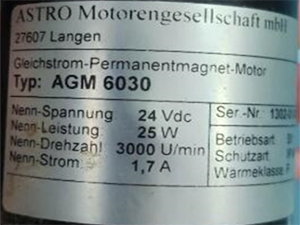 ASTRO Motorengesellschaft mbH
27607 Langen
Gleichstrom-Permanentmagnet-Motor
Typ: AGM 6030
Nenn-Spannung 24 Vdc Ser.-Nr.
Nenn-Leistung 25 W Betriebsart
Nenn-Drehzahl 3000 U/min Schutzart
Nenn-Strom: 1,7 A Wärmeklasse